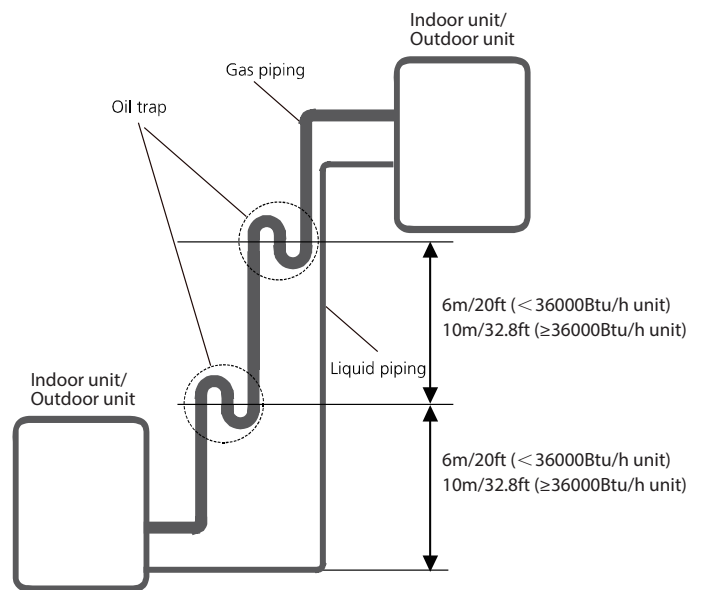 Indoor unit/
Outdoor unit
Gas piping
Oil trap
6m/20ft (<36000Btu/h unit)
10m/32.8ft (≥36000Btu/h unit)
Liquid piping
Indoor unit/
Outdoor unit
6m/20ft (<36000Btu/h unit)
10m/32.8ft (≥36000Btu/h unit)